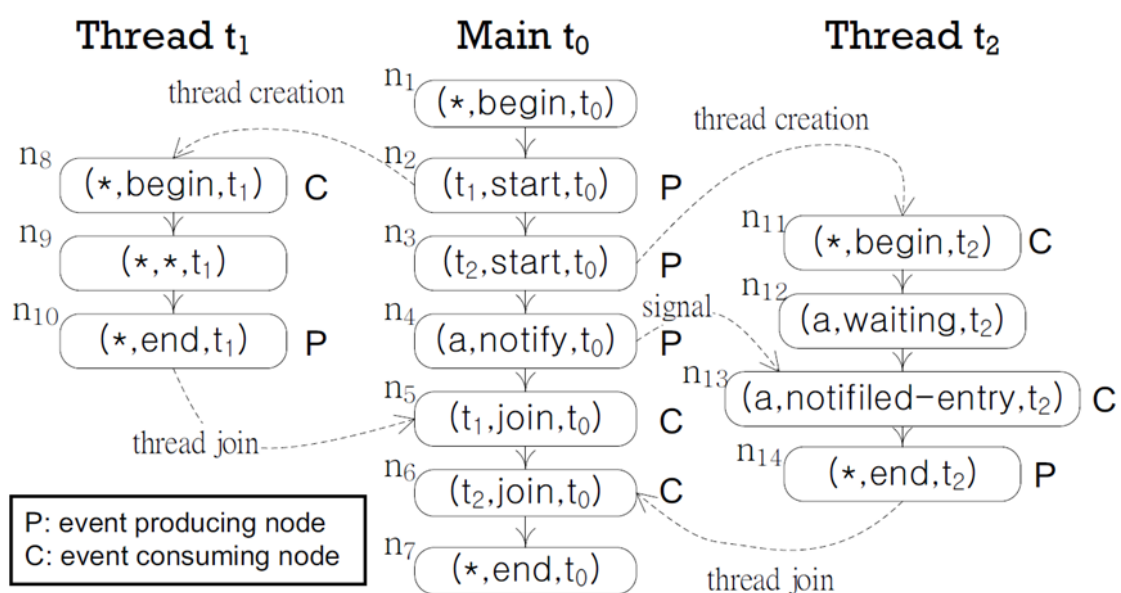 Thread t₁
Main t₀
Thread t₂
thread creation
n₁
(*,begin,t₀)
thread creation
n₈
(*,begin,t₁)
C
n₂
(t₁,start,t₀)
P
n₉
(*,*,t₁)
n₃
(t₂,start,t₀)
P
n₁₁
(*,begin,t₂)
C
n₁₀
(*,end,t₁)
P
n₄
(a,notify,t₀)
P
signal
n₁₂
(a,waiting,t₂)
n₅
(t₁,join,t₀)
C
n₁₃
(a,notifiled-entry,t₂)
C
thread join
n₆
(t₂,join,t₀)
C
n₁₄
(*,end,t₂)
P
P: event producing node
C: event consuming node
n₇
(*,end,t₀)
thread join